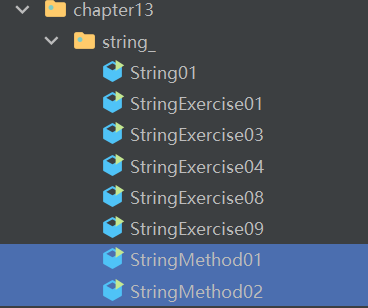 chapter13
string_
String01
StringExercise01
StringExercise03
StringExercise04
StringExercise08
StringExercise09
StringMethod01
StringMethod02